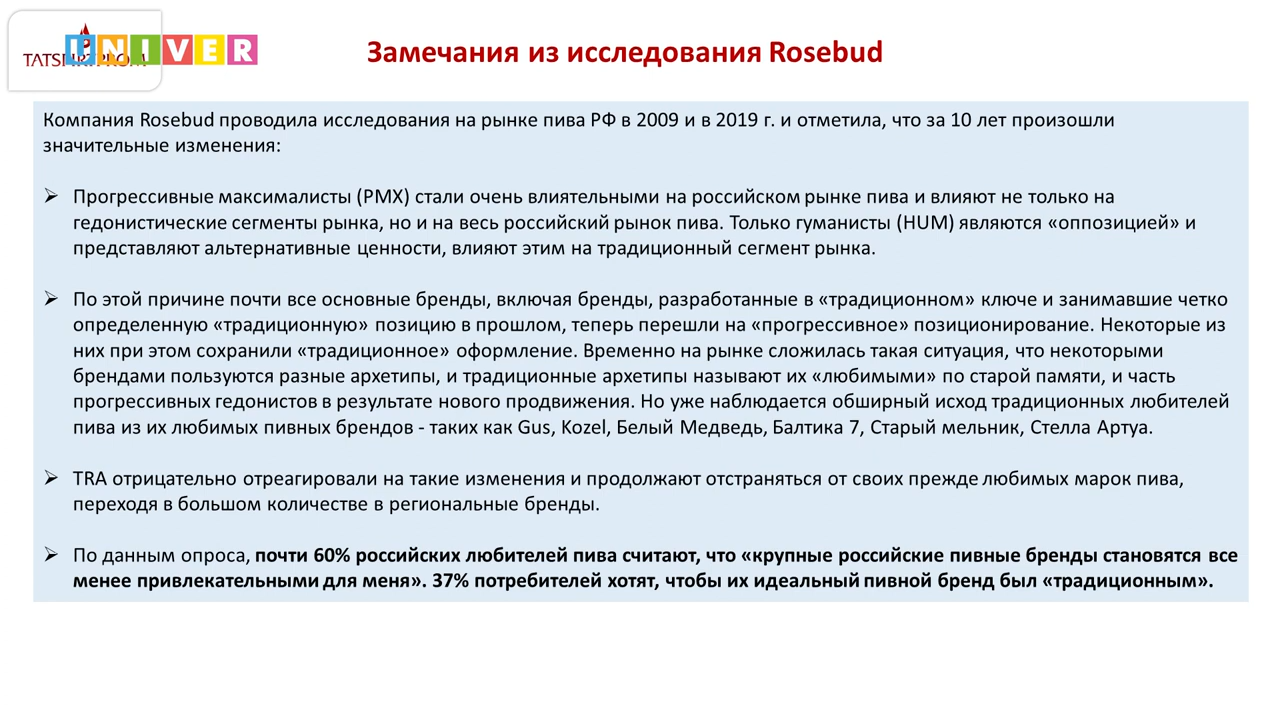 UNIVER
Замечания из исследования Rosebud
Компания Rosebud проводила исследования на рынке пива РФ в 2009 и в 2019 г. и отметила, что за 10 лет произошли
значительные изменения:
Прогрессивные максималисты (PMX) стали очень влиятельными на российском рынке пива и влияют не только на
гедонистические сегменты рынка, но и на весь российский рынок пива. Только гуманисты (HUM) являются «оппозицией» и
представляют альтернативные ценности, влияют этим на традиционный сегмент рынка.
По этой причине почти все основные бренды, включая бренды, разработанные в «традиционном» ключе и занимавшие четко
определенную «традиционную» позицию в прошлом, теперь перешли на «прогрессивное» позиционирование. Некоторые из
них при этом сохранили «традиционное» оформление. Временно на рынке сложилась такая ситуация, что некоторыми
брендами пользуются разные архетипы, и традиционные архетипы называют их «любимыми» по старой памяти, и часть
прогрессивных гедонистов в результате нового продвижения. Но уже наблюдается обширный исход традиционных любителей
пива из их любимых пивных брендов - таких как Gus, Kozel, Белый Медведь, Балтика 7, Старый мельник, Стелла Артуа.
TRA отрицательно отреагировали на такие изменения и продолжают отстраняться от своих прежде любимых марок пива,
переходя в большом количестве в региональные бренды.
По данным опроса, почти 60% российских любителей пива считают, что «крупные российские пивные бренды становятся все
менее привлекательными для меня». 37% потребителей хотят, чтобы их идеальный пивной бренд был «традиционным».